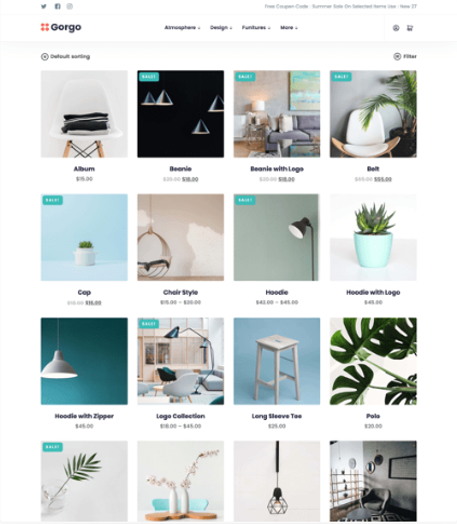 Free Coupon Code : Summer Sale On Selected Items Use : New 27
Gorgo
Atmosphere Design Furnitures More
Default sorting Filter
SALE! SALE! SALE!
Album Beanie Beanie with Logo Belt
$15.00 $20.00 $18.00 $20.00 $18.00 $65.00 $55.00
SALE! SALE!
Cap Chair Style Hoodie Hoodie with Logo
$18.00 $16.00 $15.00 – $20.00 $42.00 – $45.00 $45.00
SALE!
Hoodie with Zipper Logo Collection Long Sleeve Tee Polo
$45.00 $18.00 – $45.00 $25.00 $20.00
SALE!